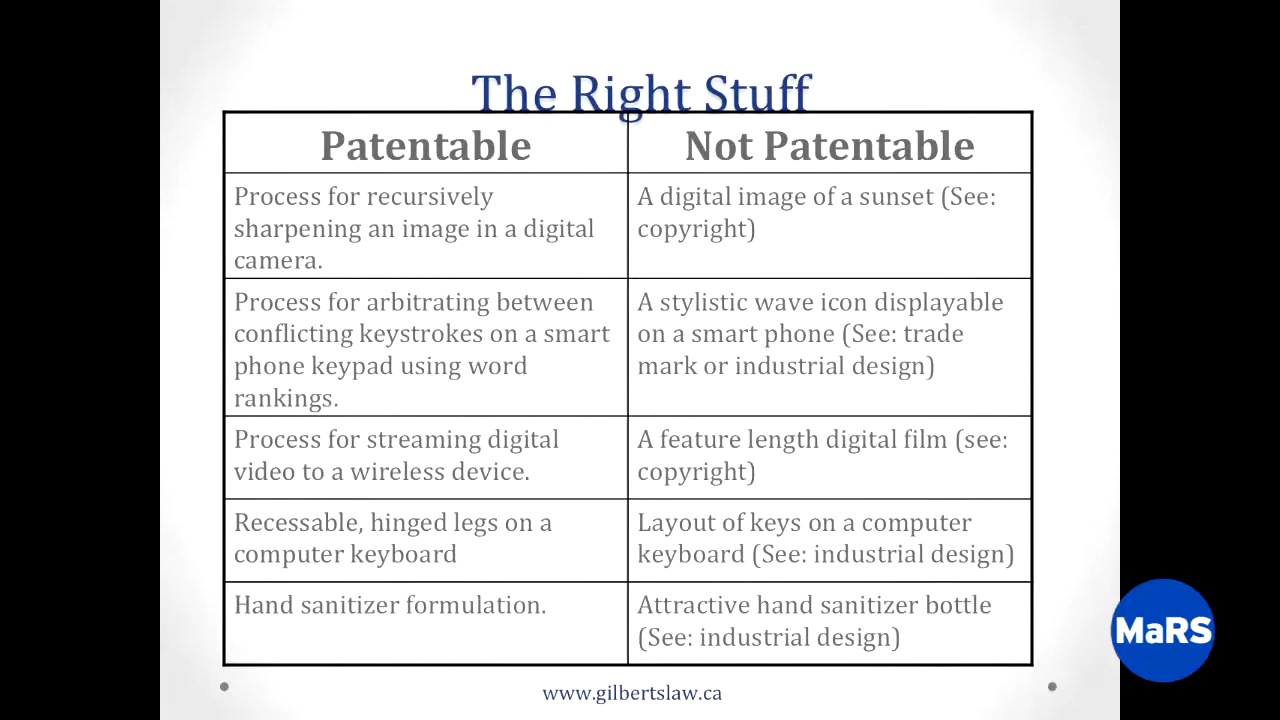 The Right Stuff
Patentable
Not Patentable
Process for recursively
sharpening an image in a digital
camera.
A digital image of a sunset (See:
copyright)
Process for arbitrating between
conflicting keystrokes on a smart
phone keypad using word
rankings.
A stylistic wave icon displayable
on a smart phone (See: trade
mark or industrial design)
Process for streaming digital
video to a wireless device.
A feature length digital film (see:
copyright)
Recessable, hinged legs on a
computer keyboard
Layout of keys on a computer
keyboard (See: industrial design)
Hand sanitizer formulation.
Attractive hand sanitizer bottle
(See: industrial design)
MaRS
www.gilbertslaw.ca